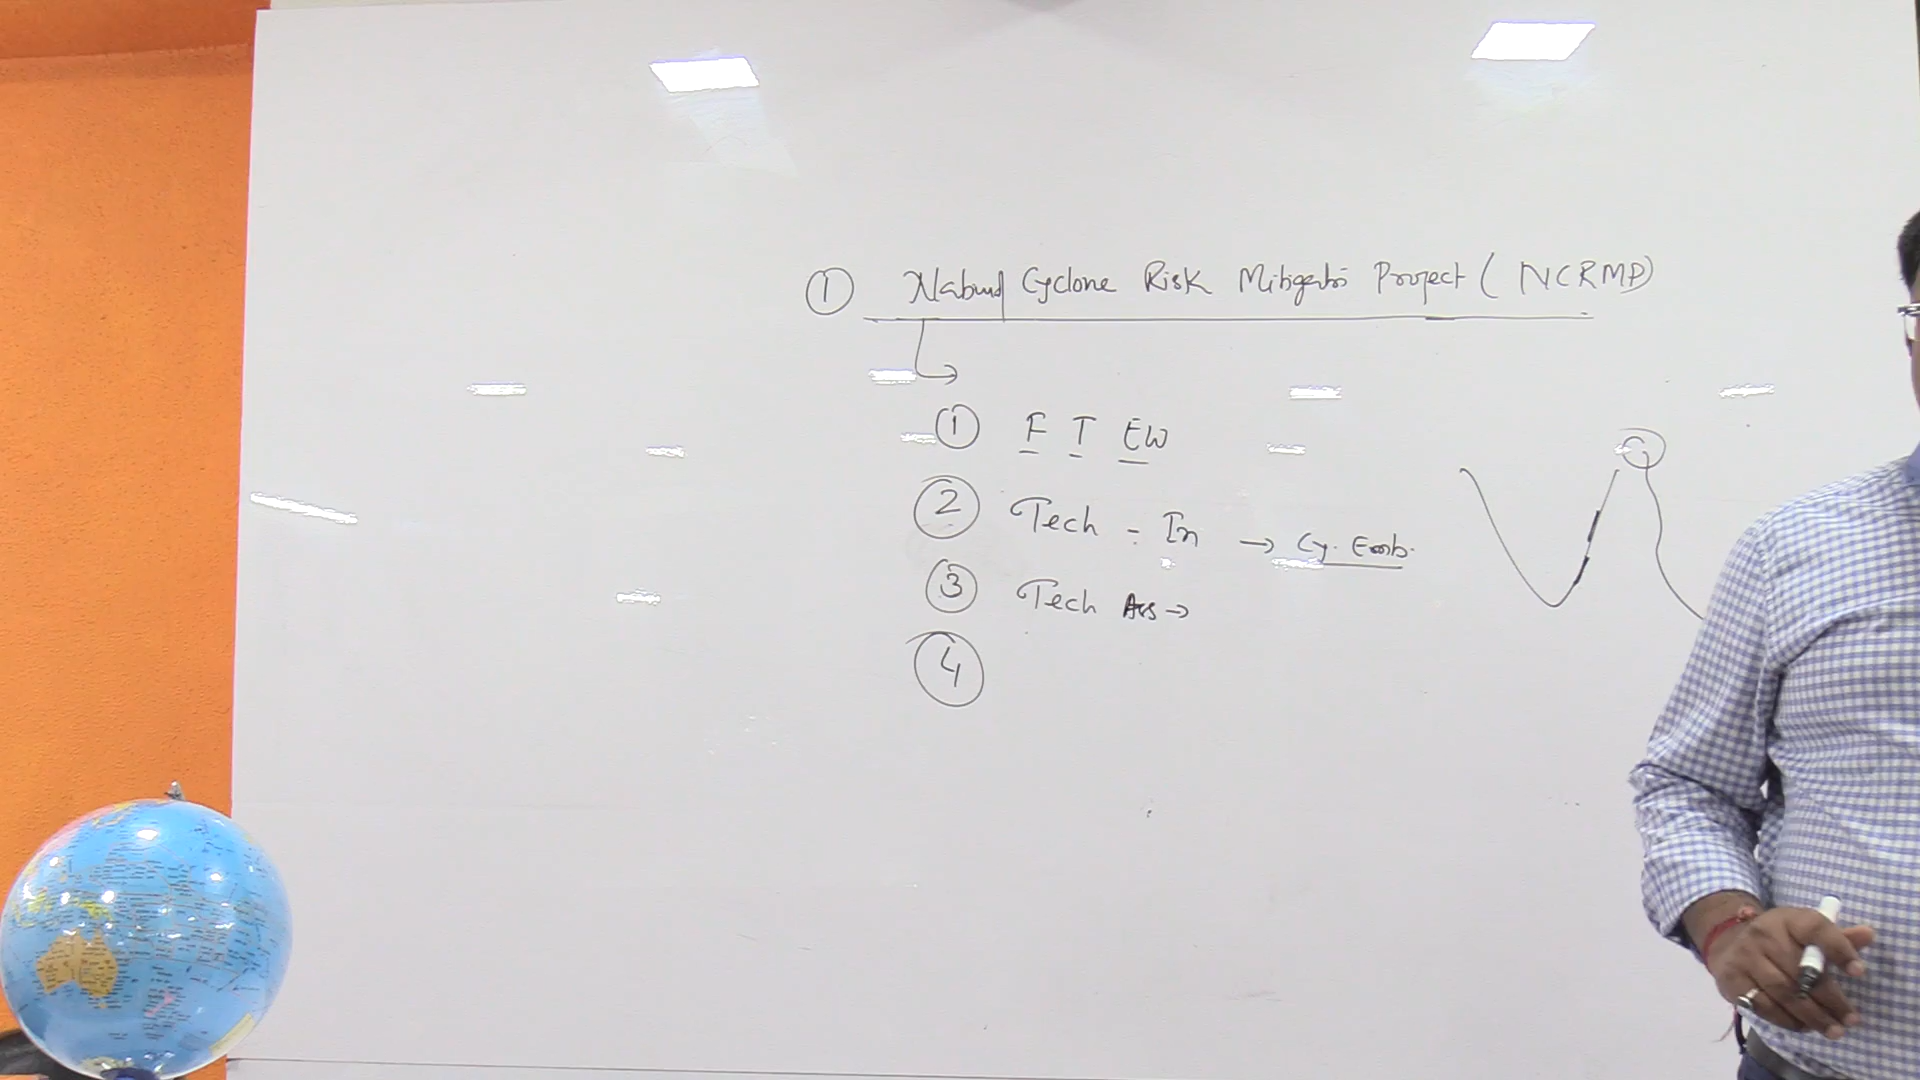 ① National Cyclone Risk Mitigation Project (NCRMP)
① F T EW
② Tech - In → Cy. Emb.
③ Tech Ass →
④